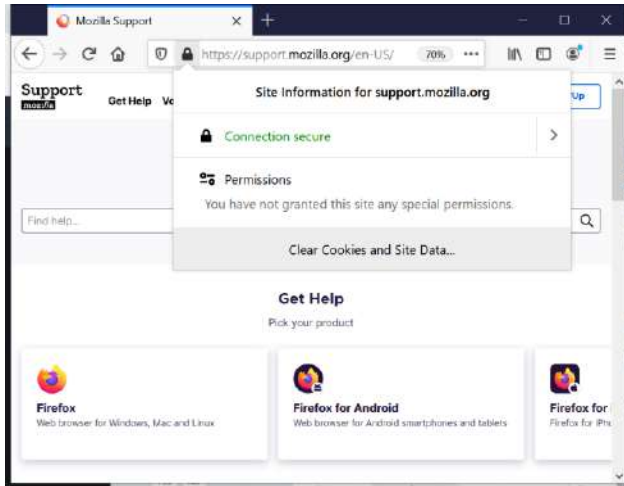 Mozilla Support
https://support.mozilla.org/en-US/
70%
Support
mozilla
Get Help
Up
Site Information for support.mozilla.org
Connection secure
Permissions
You have not granted this site any special permissions.
Clear Cookies and Site Data...
Find help...
Get Help
Pick your product
Firefox
Web browser for Windows, Mac and Linux
Firefox for Android
Web browser for Android smartphones and tablets
Firefox for
Firefox for iPh